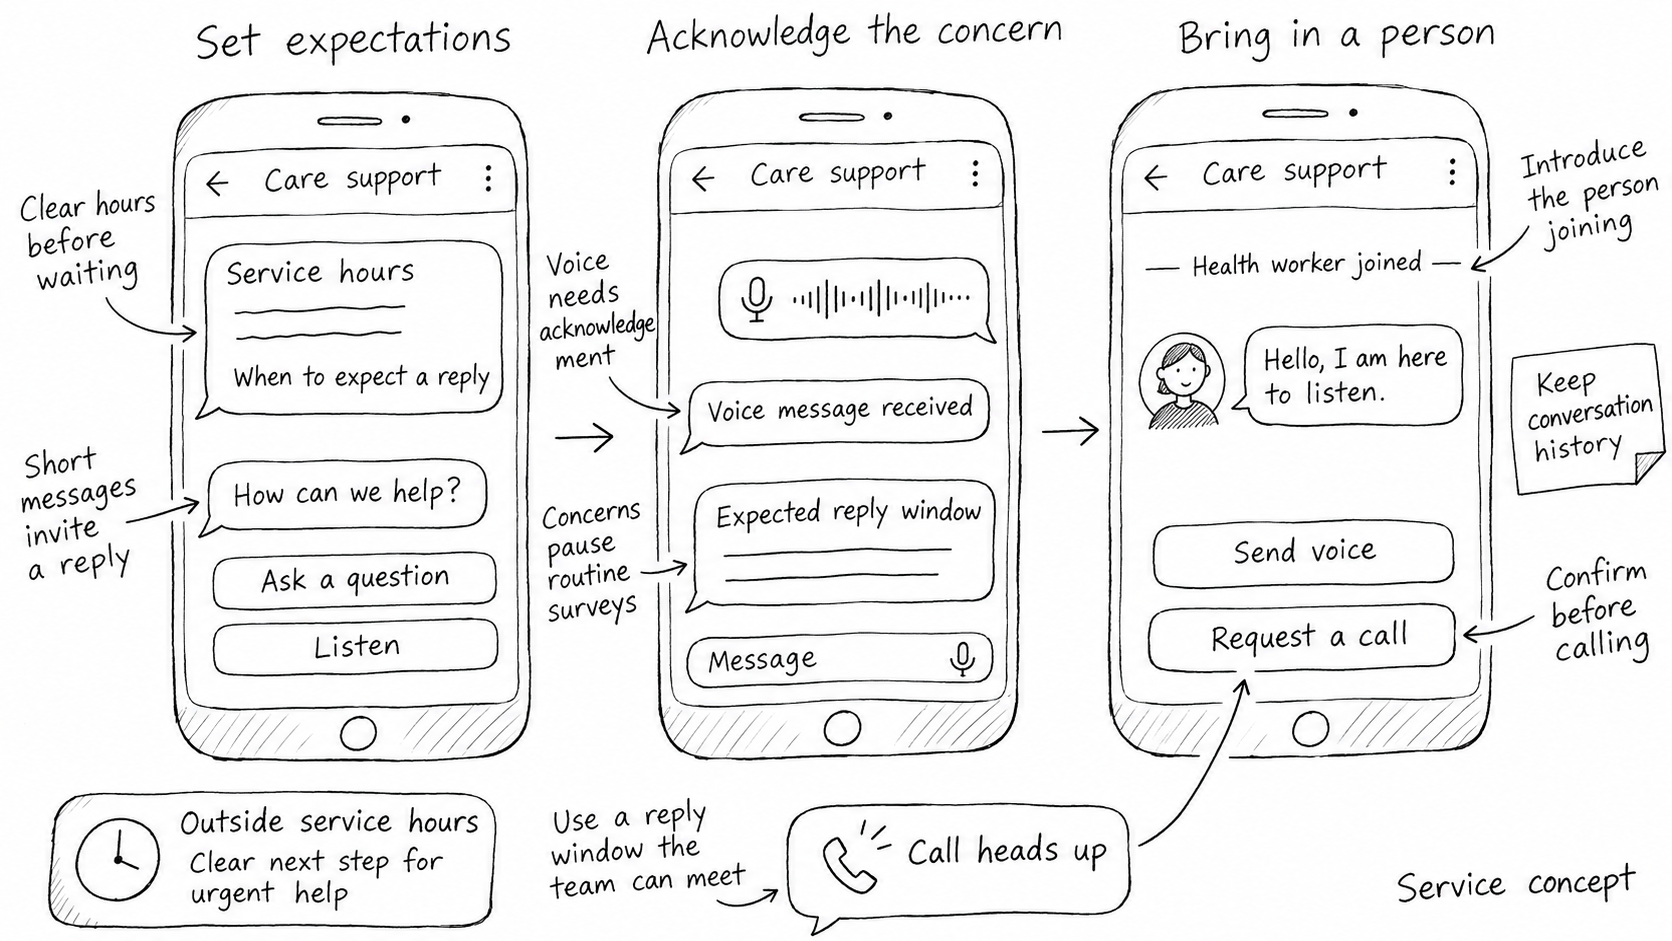 Set expectations
Acknowledge the concern
Bring in a person
Clear hours
before
waiting
Short
messages
invite
a reply
Care support
Service hours
When to expect a reply
How can we help?
Ask a question
Listen
Voice
needs
acknowledge
ment
Concerns
pause
routine
surveys
Care support
Voice message received
Expected reply window
Message
Care support
Health worker joined
Hello, I am here
to listen.
Send voice
Request a call
Introduce
the person
joining
Keep
conversation
history
Confirm
before
calling
Outside service hours
Clear next step for
urgent help
Use a reply
window the
team can meet
Call heads up
Service concept